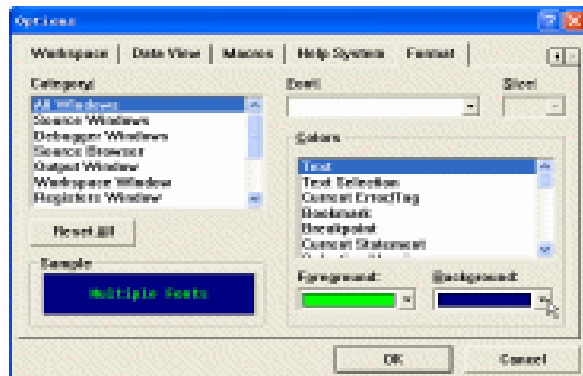 Options
Workspace Data View Macros Help System Format
Category:
All Windows
Source Windows
Debugger Windows
Source Browser
Output Window
Workspace Window
Registers Window
Reset All
Sample
Multiple Fonts
Font:
Size:
Colors
Text
Text Selection
Current Error/Tag
Bookmark
Breakpoint
Current Statement
Foreground:
Background:
OK
Cancel